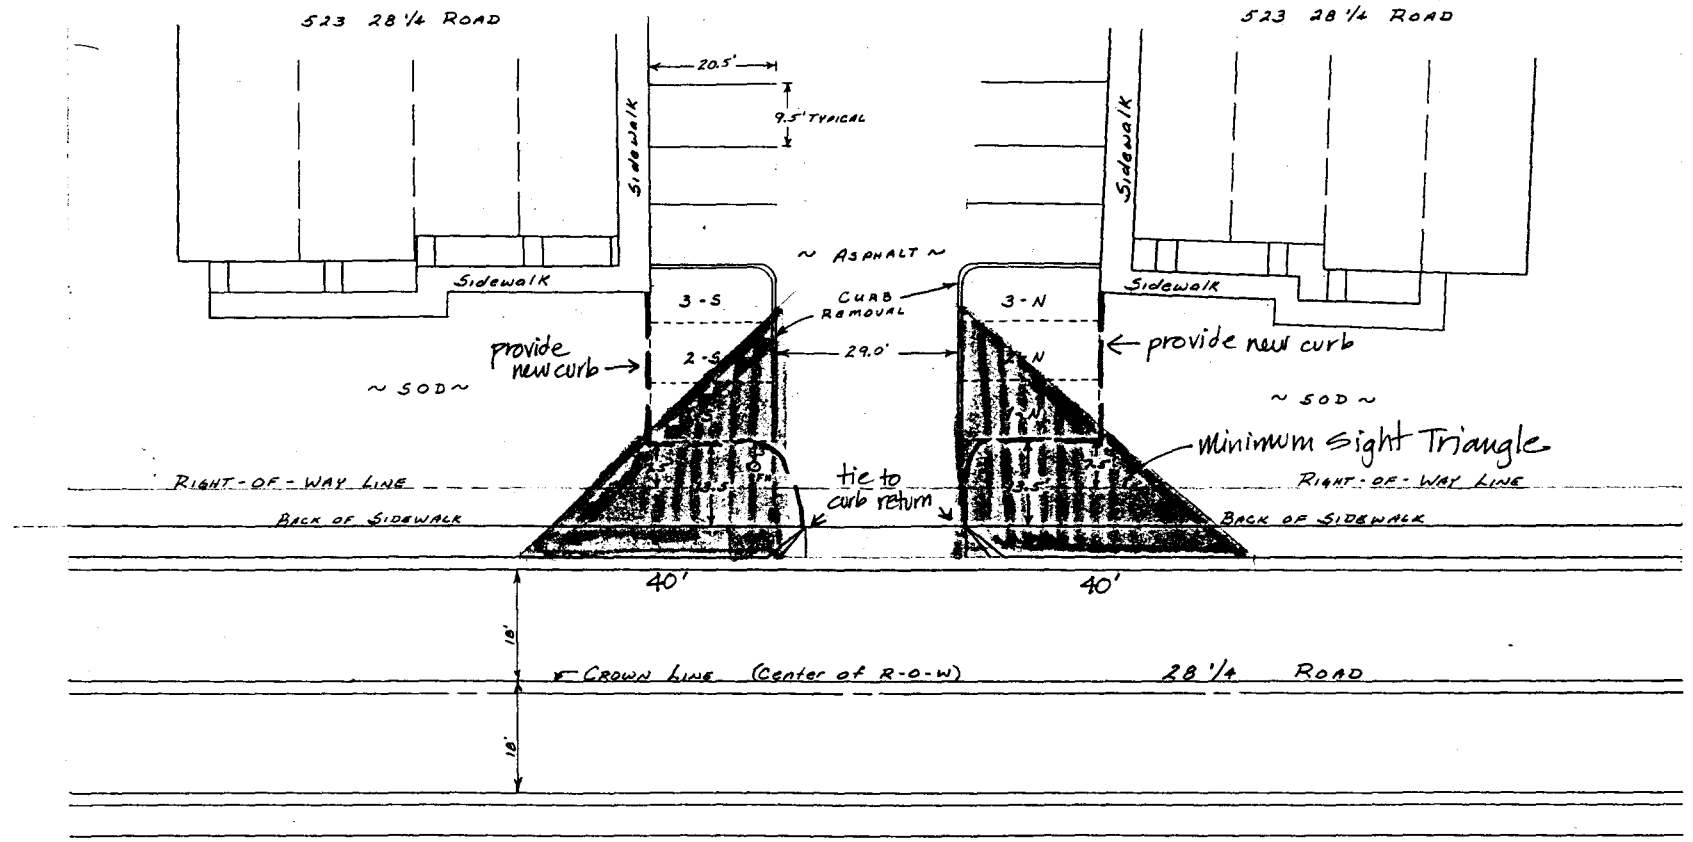 523 28 1/4 ROAD
523 28 1/4 ROAD
20.5'
9.5' TYPICAL
Sidewalk
Sidewalk
~ ASPHALT ~
Sidewalk
Sidewalk
3-S
CURB
REMOVAL
3-N
provide
new curb
2-S
29.0'
provide new curb
~ SOD ~
~ SOD ~
minimum Sight Triangle
RIGHT-OF-WAY LINE
tie to
curb return
RIGHT-OF-WAY LINE
BACK OF SIDEWALK
BACK OF SIDEWALK
40'
40'
18'
CROWN LINE (Center of R-O-W)
28 1/4 ROAD
18'